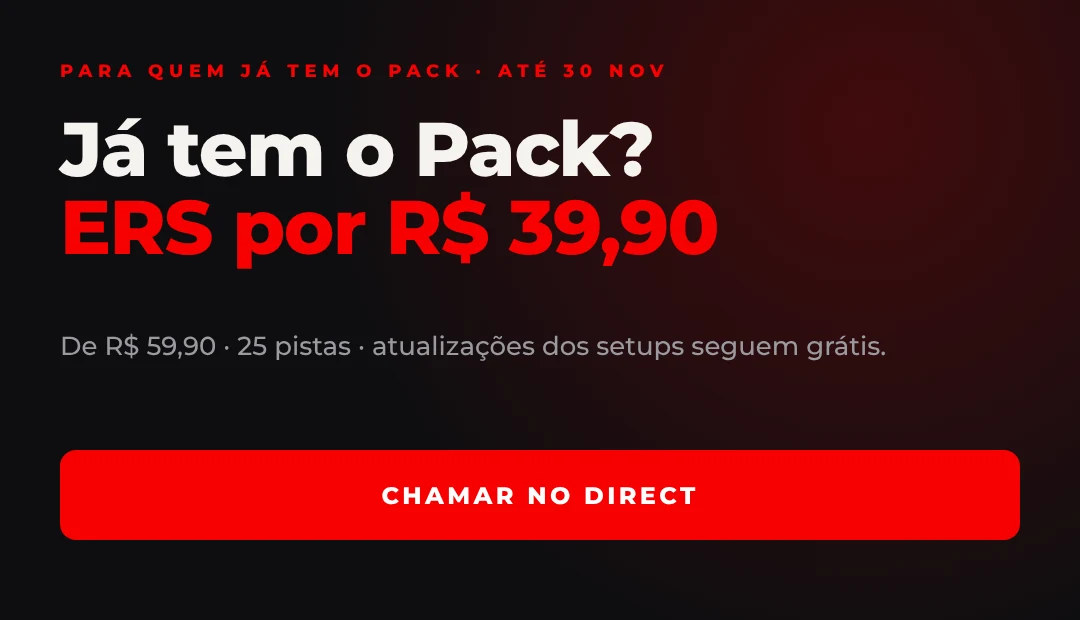 PARA QUEM JÁ TEM O PACK · ATÉ 30 NOV
Já tem o Pack?
ERS por R$ 39,90
De R$ 59,90 · 25 pistas · atualizações dos setups seguem grátis.
CHAMAR NO DIRECT